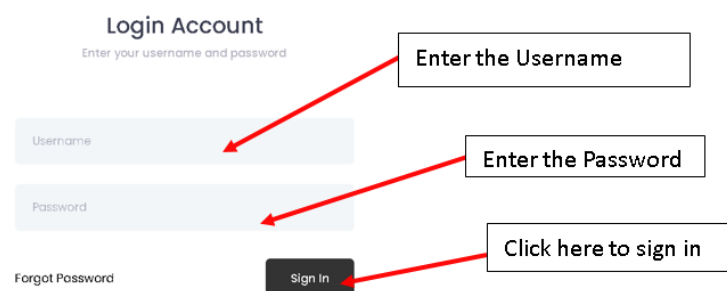 Login Account
Enter your username and password
Enter the Username
Username
Enter the Password
Password
Click here to sign in
Forgot Password
Sign In